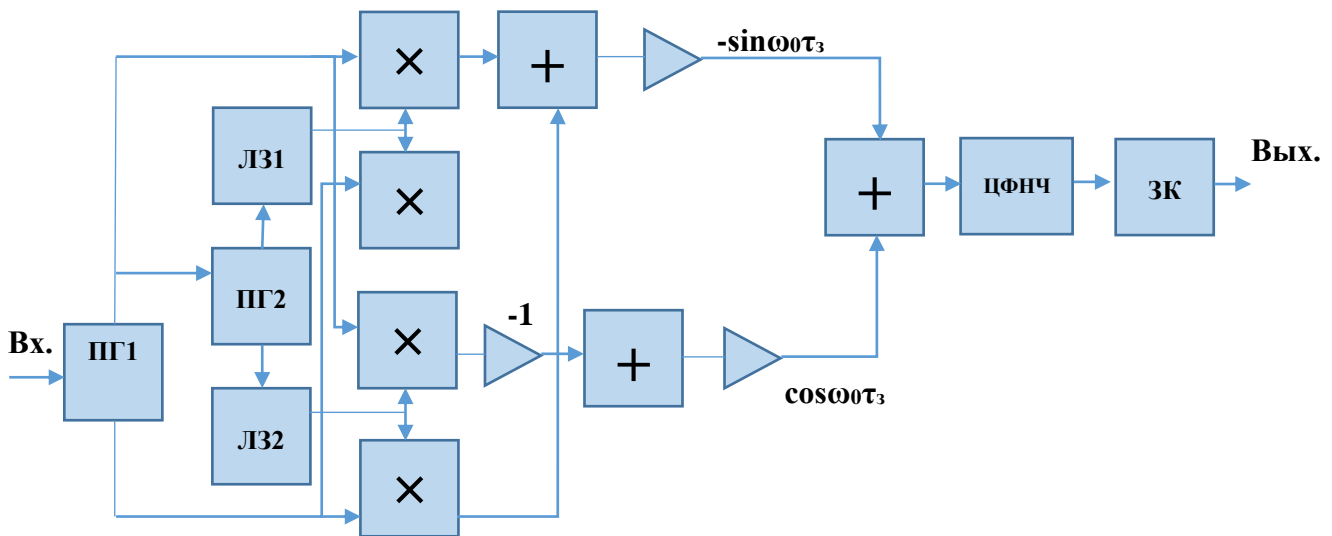 × + -sinω₀τ₃
ЛЗ1
×
+ ЦФНЧ ЗК Вых.
ПГ2
Вх. ПГ1
× -1 +
cosω₀τ₃
ЛЗ2
×